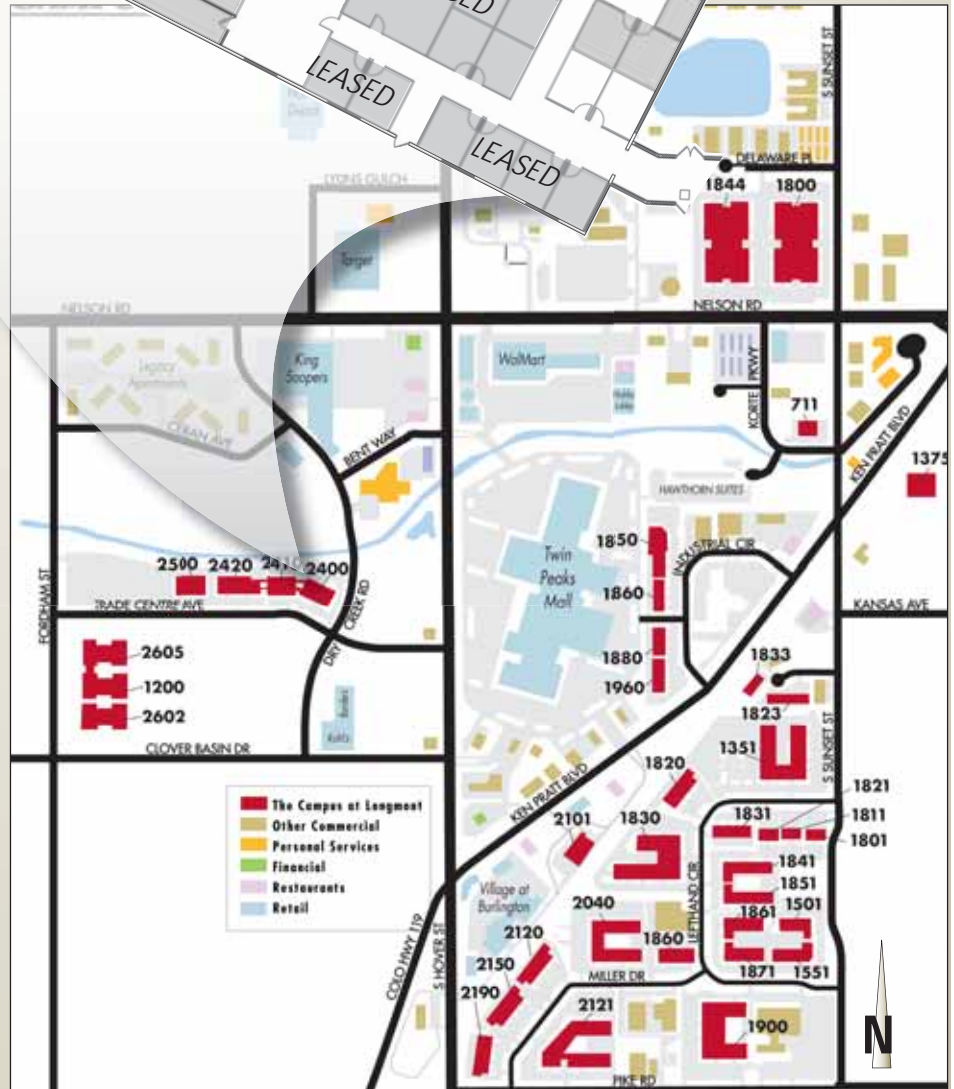 LEASED
LEASED
S SUNSET ST
DELAWARE PL
1844
1800
LYONS GULCH
Target
NELSON RD
NELSON RD
King
Soopers
WalMart
Legacy
Apartments
KORTE PKWY
711
CLRAN AVE
BENT WAY
KEN PRATT BLVD
1375
HAWTHORN SUITES
1850
INDUSTRIAL CIR
Twin
Peaks
Mall
2500
2420
2410
2400
1860
FORDHAM ST
TRADE CENTRE AVE
DRY CREEK RD
KANSAS AVE
2605
1200
2602
1880
1960
1833
1823
Borders
Kohl's
CLOVER BASIN DR
1351
S SUNSET ST
1820
KEN PRATT BLVD
1821
1811
1801
The Campus at Longmont
Other Commercial
Personal Services
Financial
Restaurants
Retail
2101
1830
1831
LEFTHAND CIR
1841
1851
1861
1501
Village at
Burlington
2040
1860
2120
2150
2190
COLO HWY 119
S HOVER ST
MILLER DR
1871
1551
2121
1900
N
PIKE RD